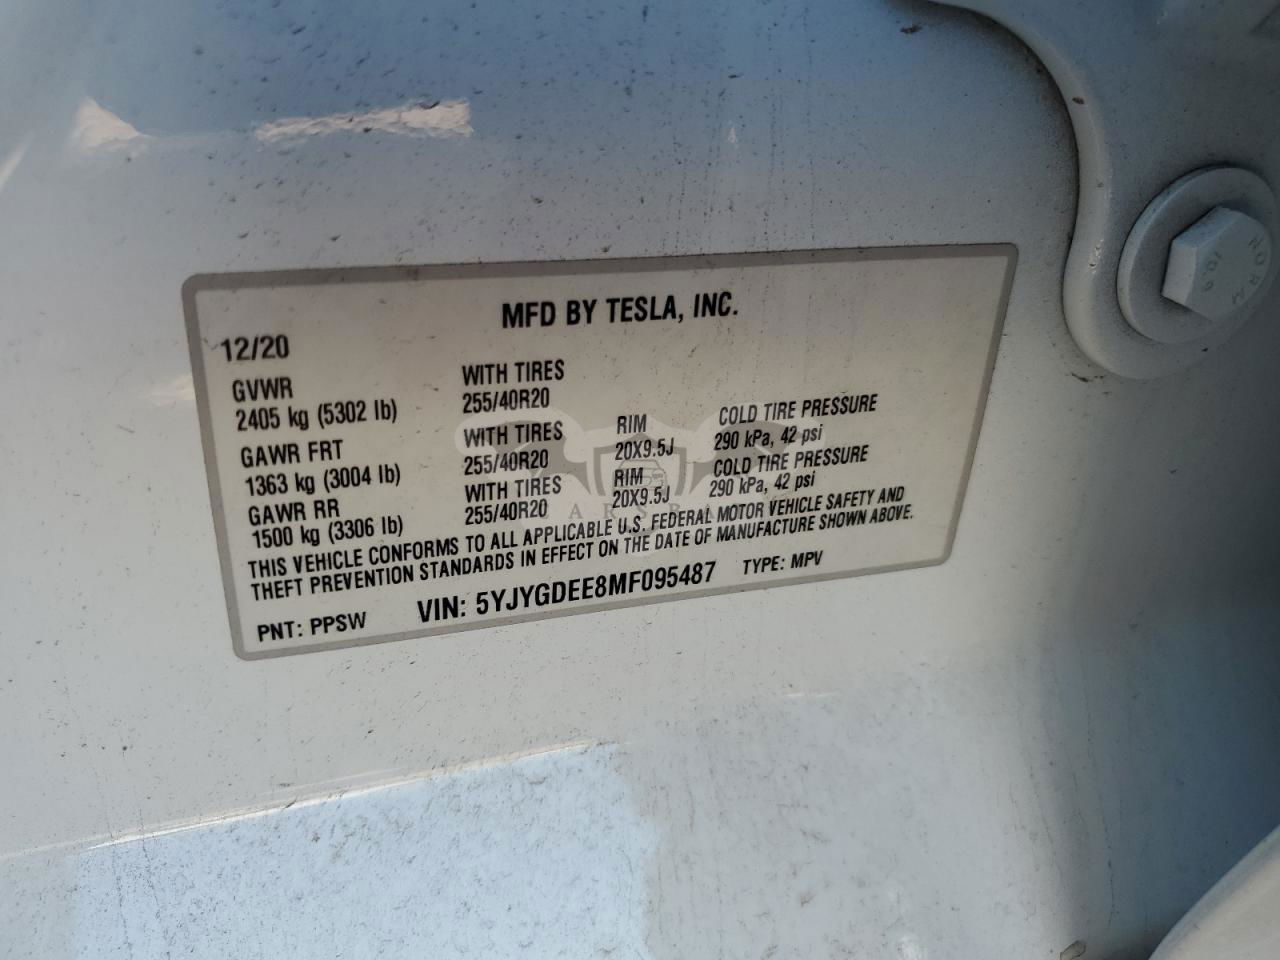 MFD BY TESLA, INC.
12/20
GVWR WITH TIRES
2405 kg (5302 lb) 255/40R20
GAWR FRT WITH TIRES RIM COLD TIRE PRESSURE
1363 kg (3004 lb) 255/40R20 20X9.5J 290 kPa, 42 psi
GAWR RR WITH TIRES RIM COLD TIRE PRESSURE
1500 kg (3306 lb) 255/40R20 20X9.5J 290 kPa, 42 psi
THIS VEHICLE CONFORMS TO ALL APPLICABLE U.S. FEDERAL MOTOR VEHICLE SAFETY AND
THEFT PREVENTION STANDARDS IN EFFECT ON THE DATE OF MANUFACTURE SHOWN ABOVE.
PNT: PPSW VIN: 5YJYGDEE8MF095487 TYPE: MPV
10.9